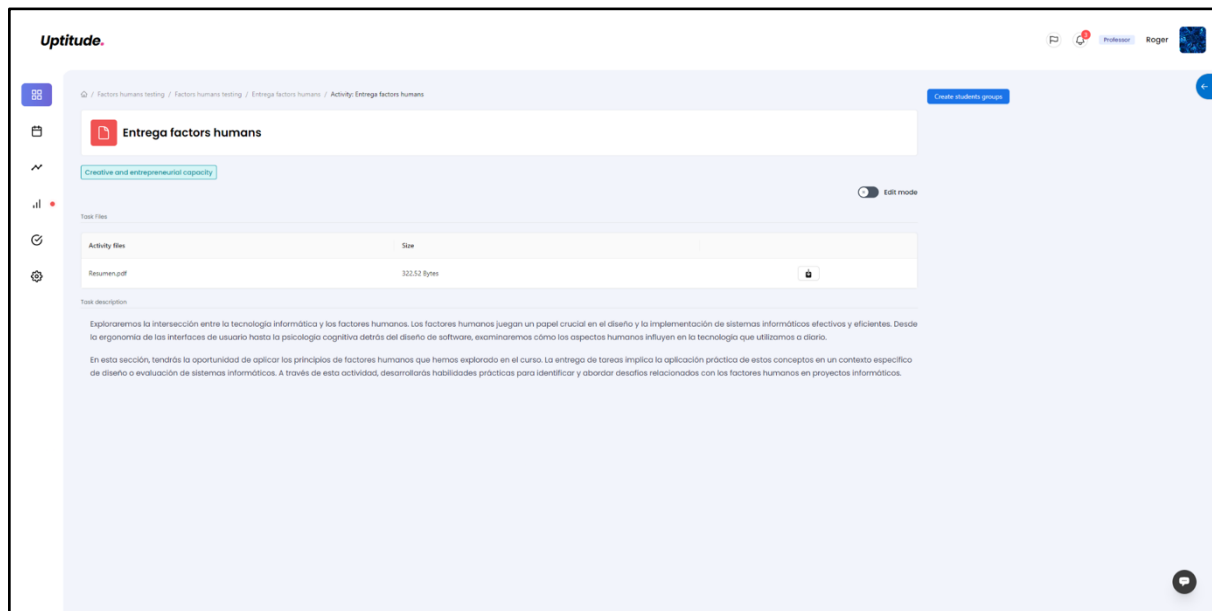 Uptitude.
3
Professor
Roger
/ Factors humans testing / Factors humans testing / Entrega factors humans / Activity: Entrega factors humans
Create students groups
Entrega factors humans
Creative and entrepreneurial capacity
Edit mode
Task Files
Activity files
Size
Resumen.pdf
322,52 Bytes
Task description
Exploraremos la intersección entre la tecnología informática y los factores humanos. Los factores humanos juegan un papel crucial en el diseño y la implementación de sistemas informáticos efectivos y eficientes. Desde
la ergonomía de las interfaces de usuario hasta la psicología cognitiva detrás del diseño de software, examinaremos cómo los aspectos humanos influyen en la tecnología que utilizamos a diario.
En esta sección, tendrás la oportunidad de aplicar los principios de factores humanos que hemos explorado en el curso. La entrega de tareas implica la aplicación práctica de estos conceptos en un contexto específico
de diseño o evaluación de sistemas informáticos. A través de esta actividad, desarrollarás habilidades prácticas para identificar y abordar desafíos relacionados con los factores humanos en proyectos informáticos.